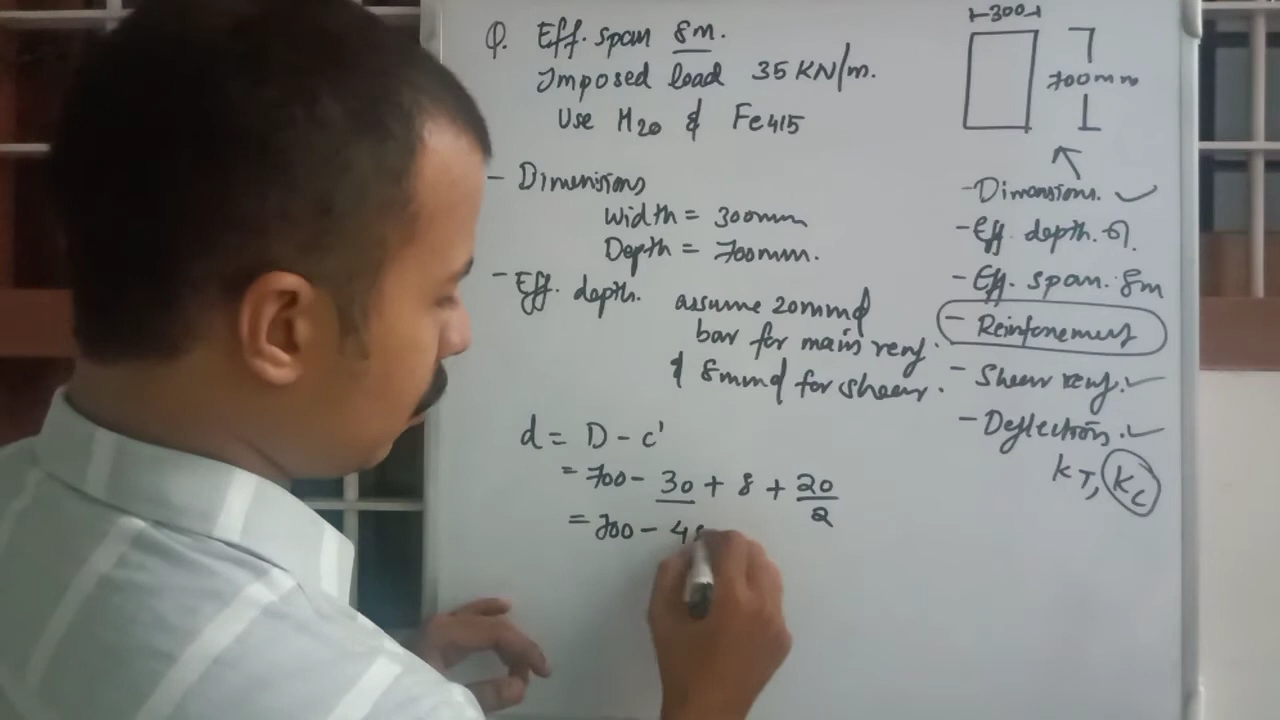 Q. Eff. span 8m.
Imposed load 35 KN/m.
Use M20 & Fe415
- Dimensions
Width = 300mm
Depth = 700mm.
- Eff. depth. assume 20mmϕ
bar for main renf.
& 8mmϕ for shear.
d = D - c'
= 700 - 30 + 8 + 20/2
= 700 - 48
300
700mm
- Dimensions. ✓
- Eff. depth.
- Eff. span. 8m
- Reinforcement
- Shear renf. ✓
- Deflection. ✓
KT, Kc